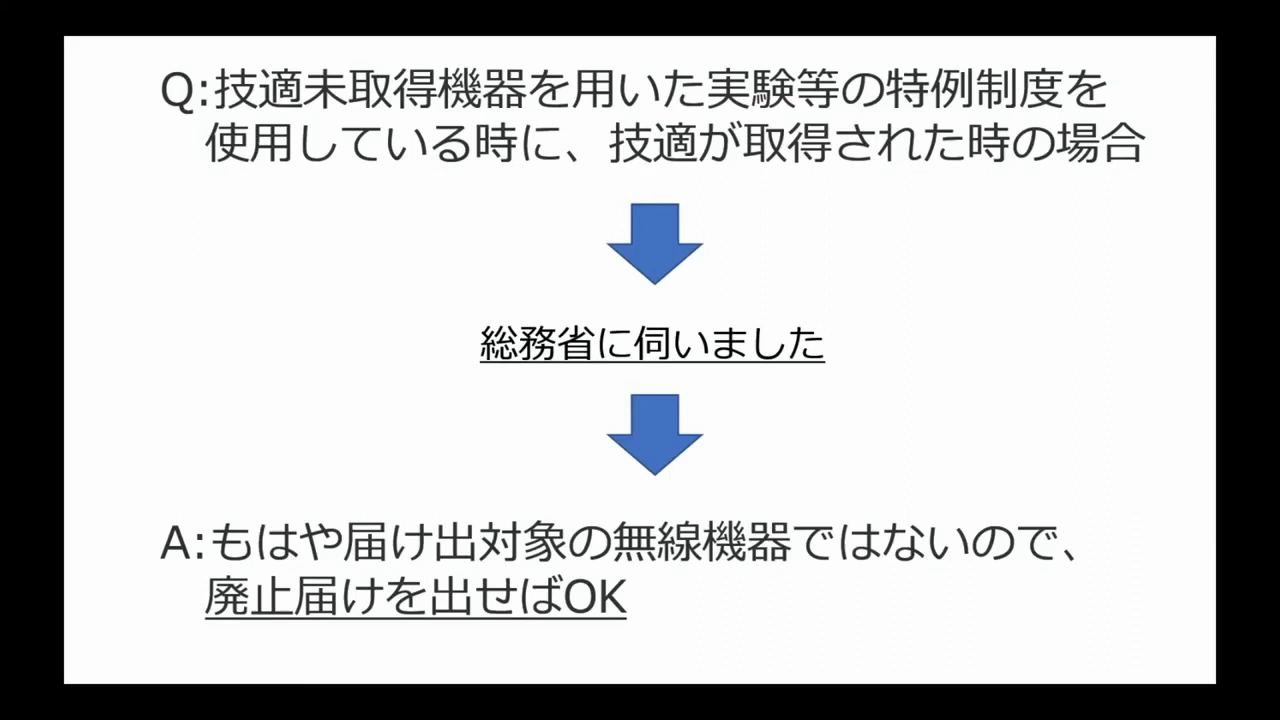 Q:技適未取得機器を用いた実験等の特例制度を
使用している時に、技適が取得された時の場合
総務省に伺いました
A:もはや届け出対象の無線機器ではないので、
廃止届けを出せばOK